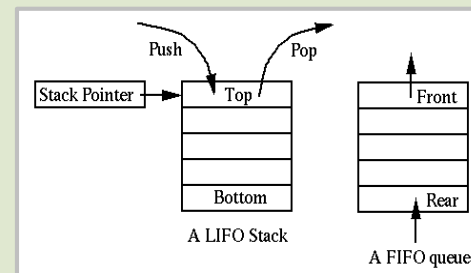 Push
Pop
Stack Pointer
Top
Front
Bottom
Rear
A LIFO Stack
A FIFO queue